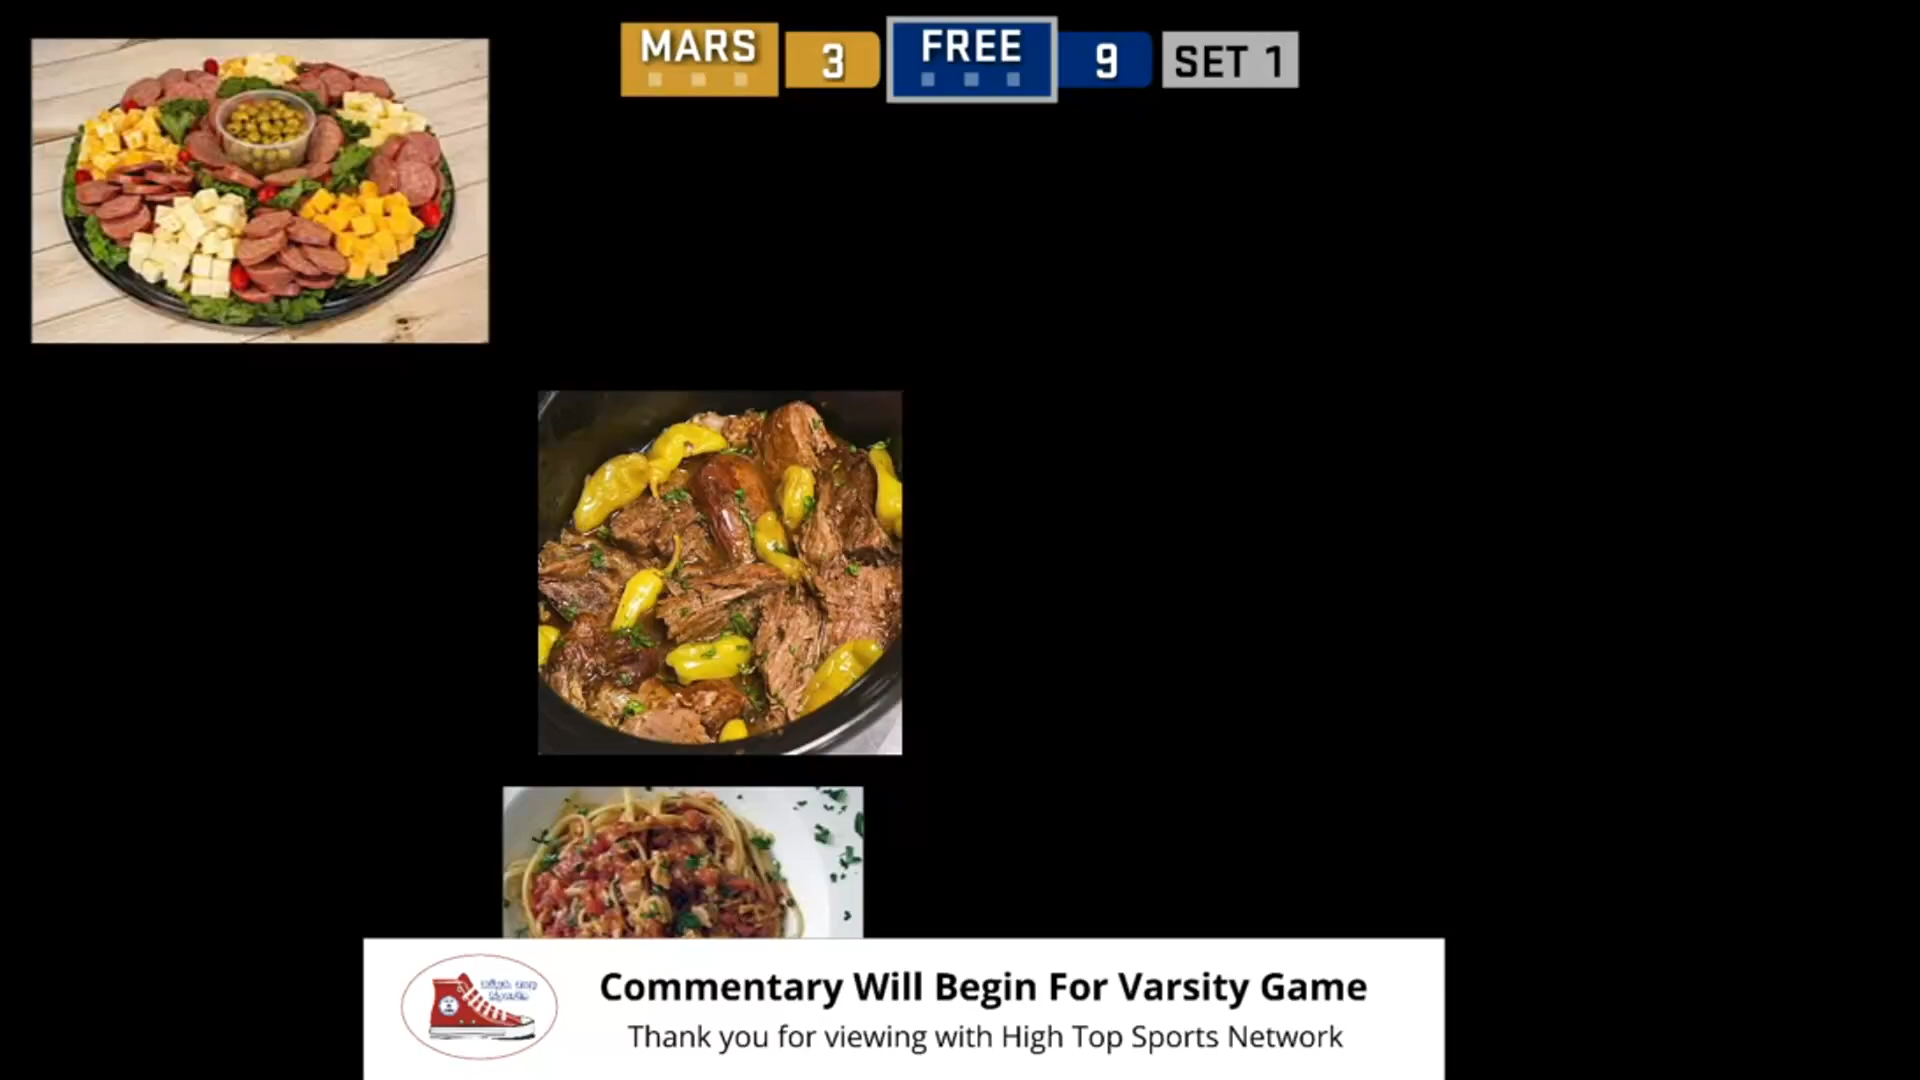 MARS 3 FREE 9 SET 1
Commentary Will Begin For Varsity Game
Thank you for viewing with High Top Sports Network